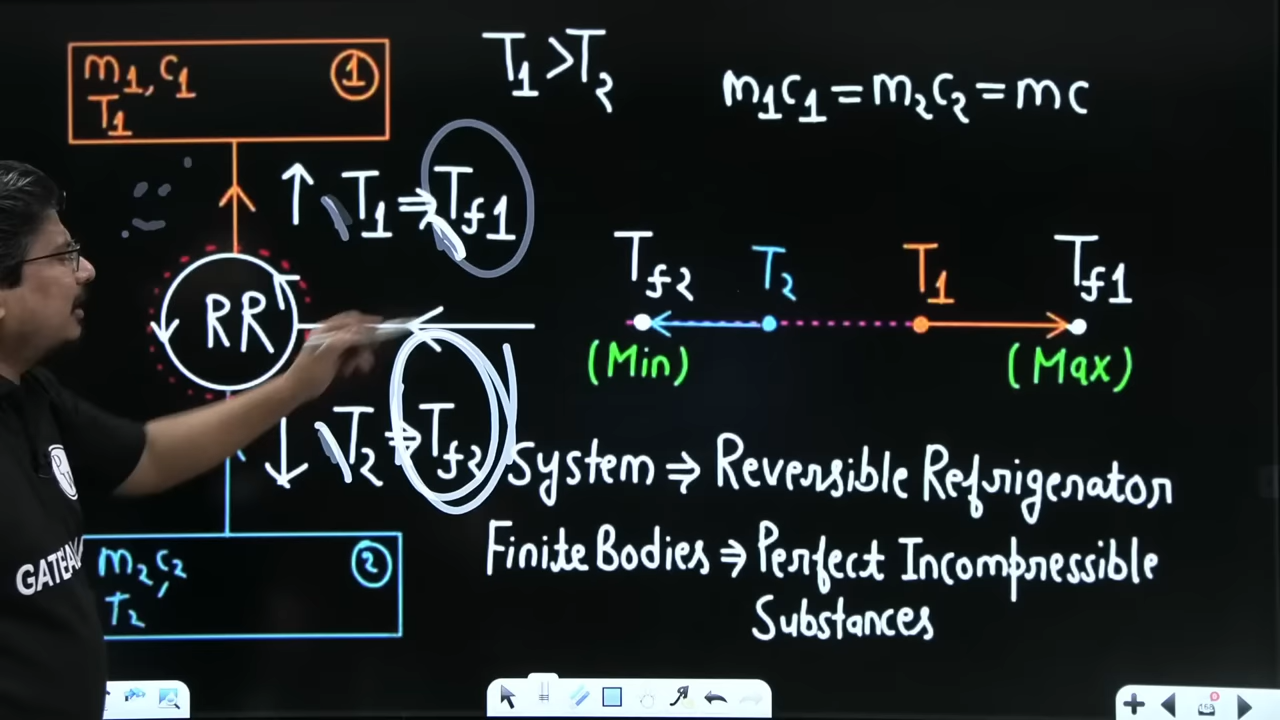 m₁, c₁ ①
T₁
T₁ > T₂
m₁c₁ = m₂c₂ = mc
↑ T₁ ⇒ T𝒻₁
RR
T𝒻₂ T₂ T₁ T𝒻₁
(Min) (Max)
↓ T₂ ⇒ T𝒻₂
System ⇒ Reversible Refrigerator
Finite Bodies ⇒ Perfect Incompressible
Substances
m₂, c₂ ②
T₂
168